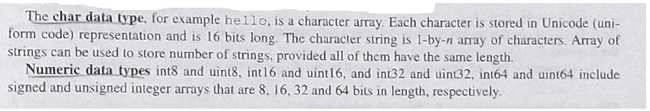 The char data type, for example hello, is a character array. Each character is stored in Unicode (uni-
form code) representation and is 16 bits long. The character string is 1-by-n array of characters. Array of
strings can be used to store number of strings, provided all of them have the same length.
Numeric data types int8 and uint8, int16 and uint16, and int32 and uint32, int64 and uint64 include
signed and unsigned integer arrays that are 8, 16, 32 and 64 bits in length, respectively.